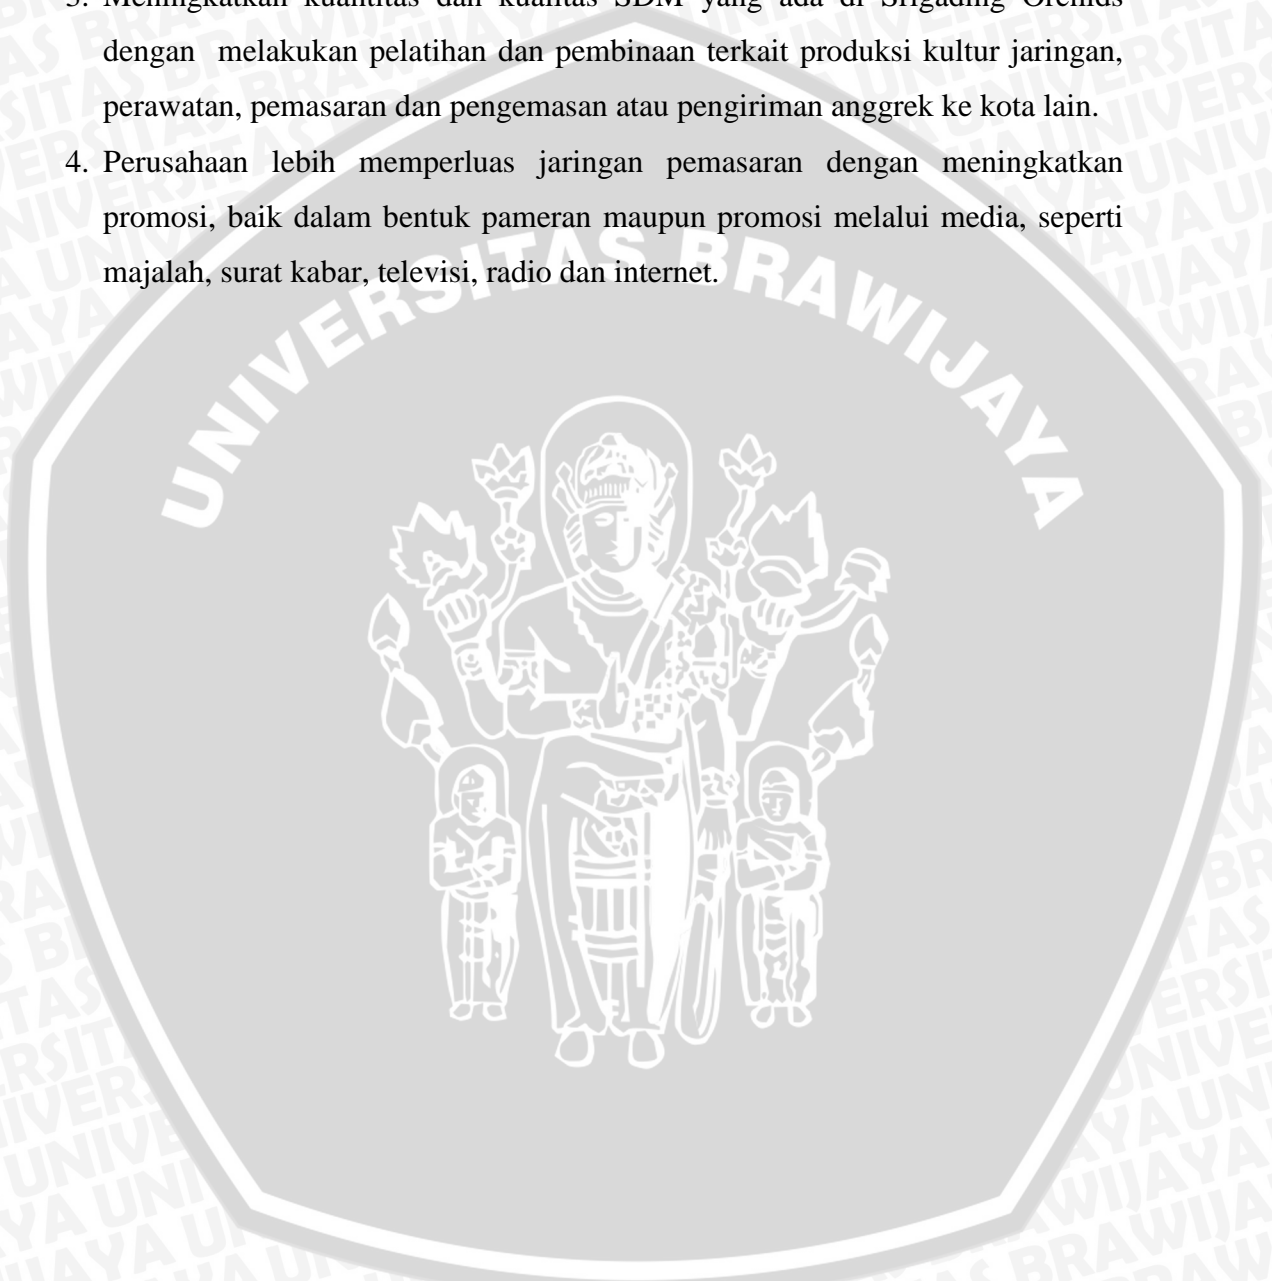 3. Meningkatkan kuantitas dan kualitas SDM yang ada di Srigading Orchids
dengan melakukan pelatihan dan pembinaan terkait produksi kultur jaringan,
perawatan, pemasaran dan pengemasan atau pengiriman anggrek ke kota lain.
4. Perusahaan lebih memperluas jaringan pemasaran dengan meningkatkan
promosi, baik dalam bentuk pameran maupun promosi melalui media, seperti
majalah, surat kabar, televisi, radio dan internet.
UNIVERSITAS BRAWIJAYA